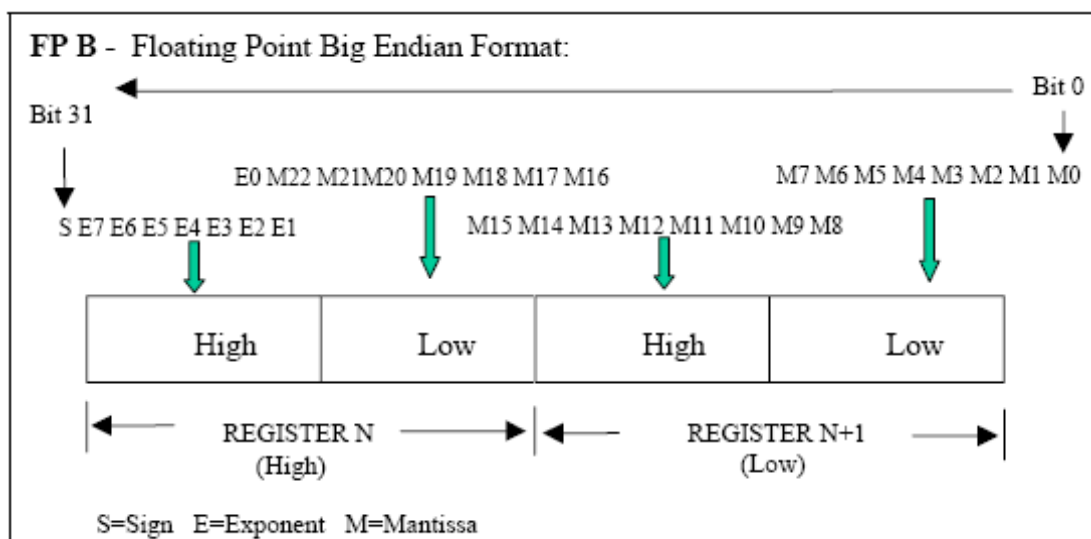 FP B - Floating Point Big Endian Format:
Bit 0
Bit 31
E0 M22 M21M20 M19 M18 M17 M16
M7 M6 M5 M4 M3 M2 M1 M0
S E7 E6 E5 E4 E3 E2 E1
M15 M14 M13 M12 M11 M10 M9 M8
High Low High Low
REGISTER N REGISTER N+1
(High) (Low)
S=Sign E=Exponent M=Mantissa